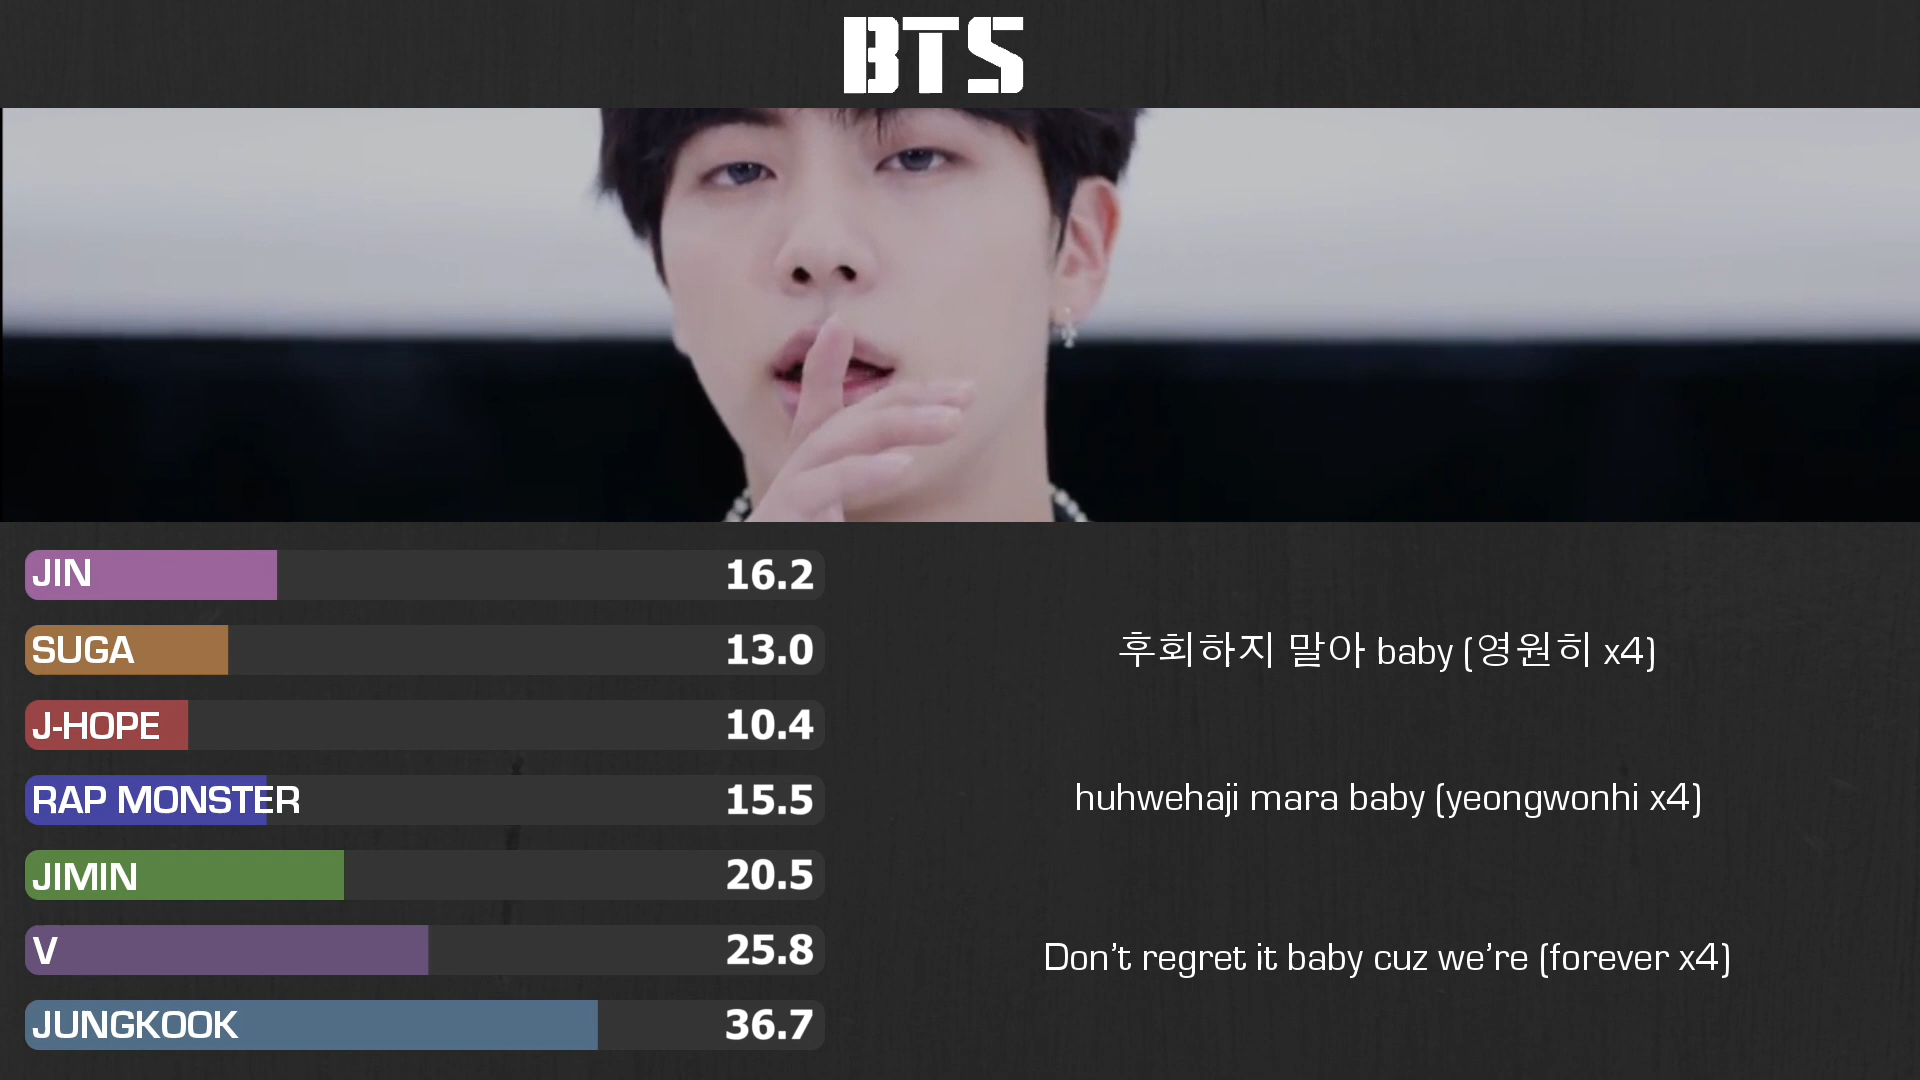 BTS
JIN 16.2
SUGA 13.0
J-HOPE 10.4
RAP MONSTER 15.5
JIMIN 20.5
V 25.8
JUNGKOOK 36.7
후회하지 말아 baby (영원히 x4)
huhwehaji mara baby (yeongwonhi x4)
Don't regret it baby cuz we're (forever x4)